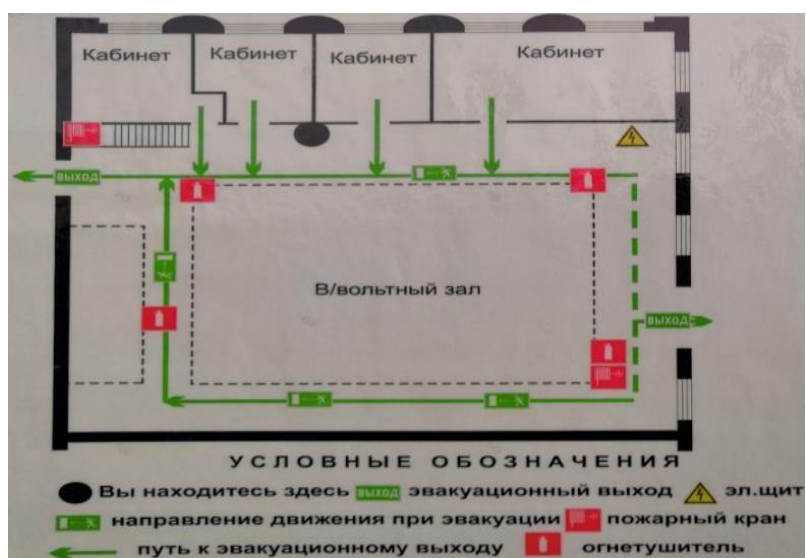 Кабинет Кабинет Кабинет Кабинет
ВЫХОД
В/вольтный зал
ВЫХОД
УСЛОВНЫЕ ОБОЗНАЧЕНИЯ
Вы находитесь здесь ВЫХОД эвакуационный выход эл.щит
направление движения при эвакуации пожарный кран
путь к эвакуационному выходу огнетушитель